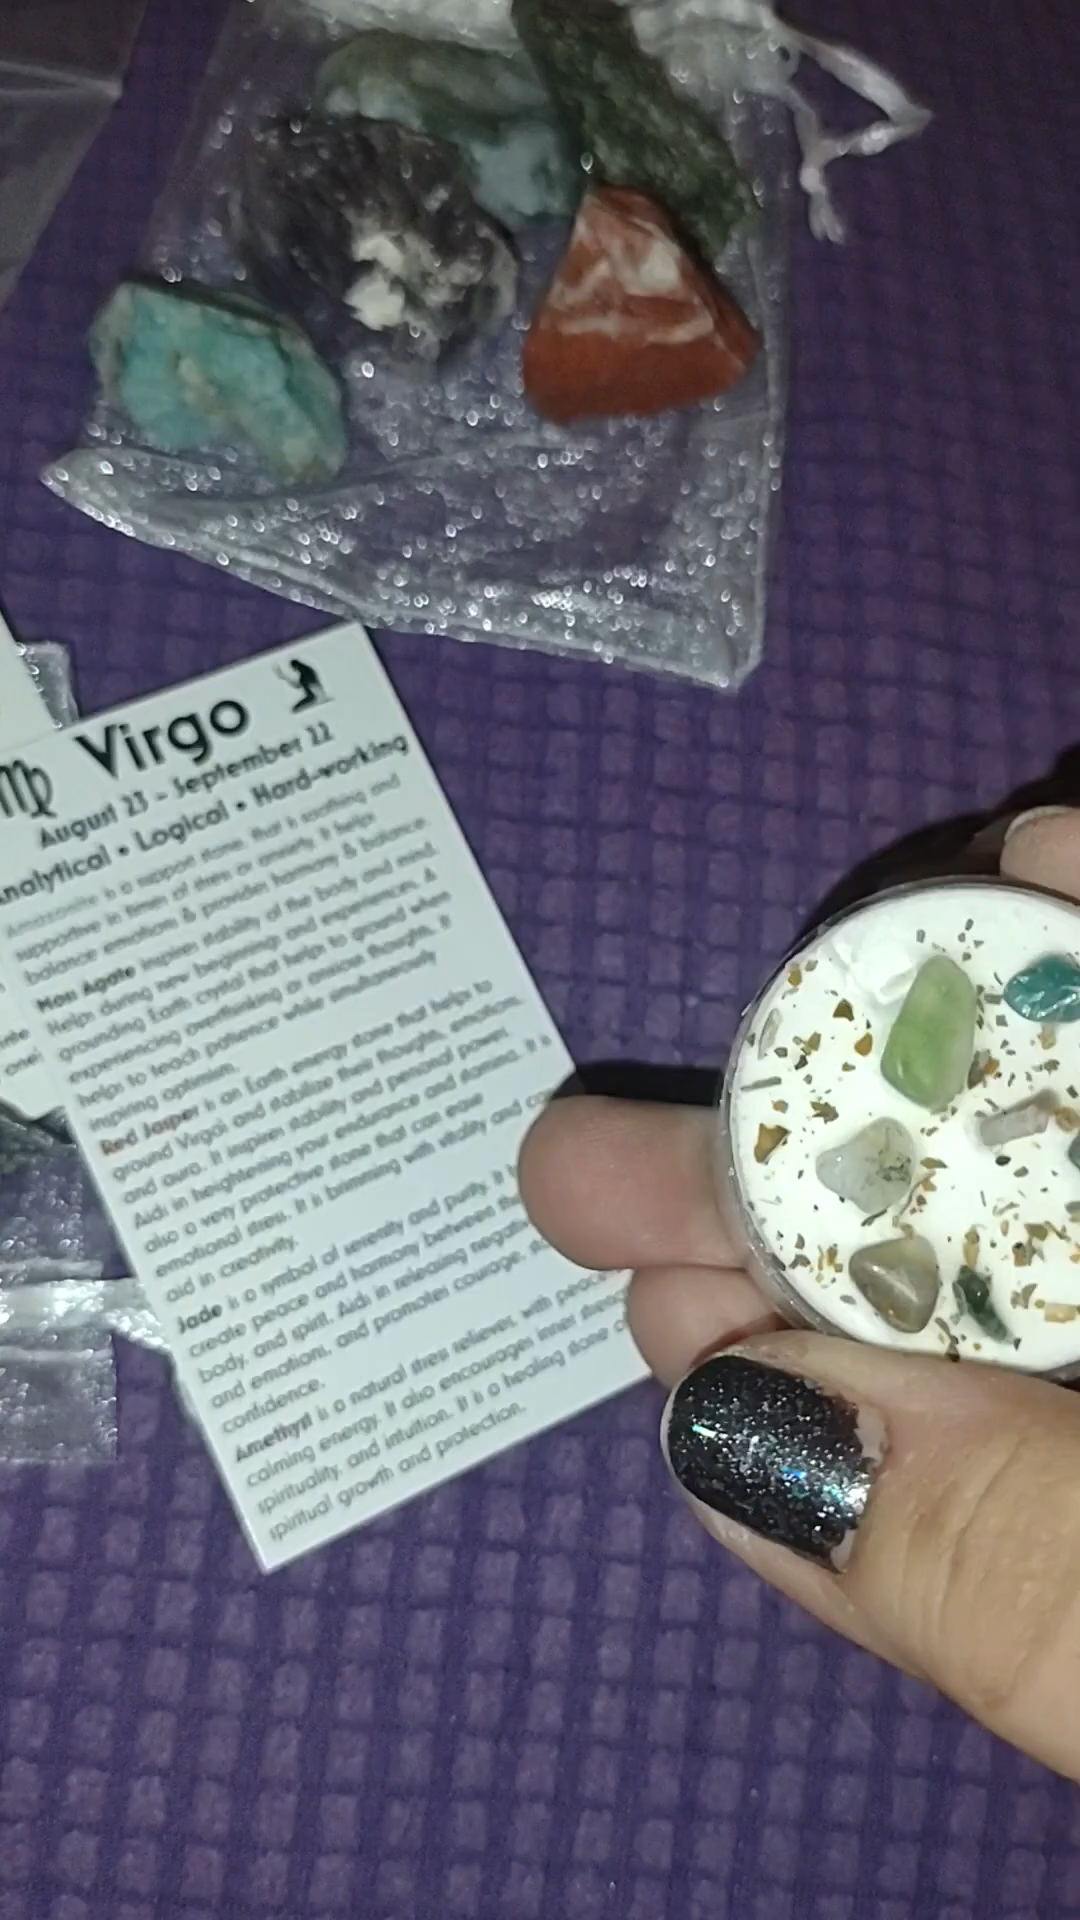 ♍ Virgo
August 23 - September 22
Analytical • Logical • Hard-working
Amazonite is a support stone, that is soothing and
supportive in times of stress or anxiety. It helps
balance emotions & provides harmony & balance
Moss Agate inspires stability of the body and mind.
Helps during new beginnings and experiences. A
grounding Earth crystal that helps to ground when
experiencing overthinking or anxious thoughts. It
helps to teach patience while simultaneously
inspiring optimism.
Red Jasper is an Earth energy stone that helps to
ground Virgos and stabilize their thoughts, emotions,
and aura. It inspires stability and personal power.
Aids in heightening your endurance and stamina. It is
also a very protective stone that can ease
emotional stress. It is brimming with vitality and
aid in creativity.
Jade is a symbol of serenity and purity. It
create peace and harmony between the
body, and spirit. Aids in releasing
and emotions, and promotes courage,
confidence.
Amethyst is a natural stress reliever, with
calming energy. It also encourages inner
spirituality, and intuition. It is a healing stone
spiritual growth and protection.